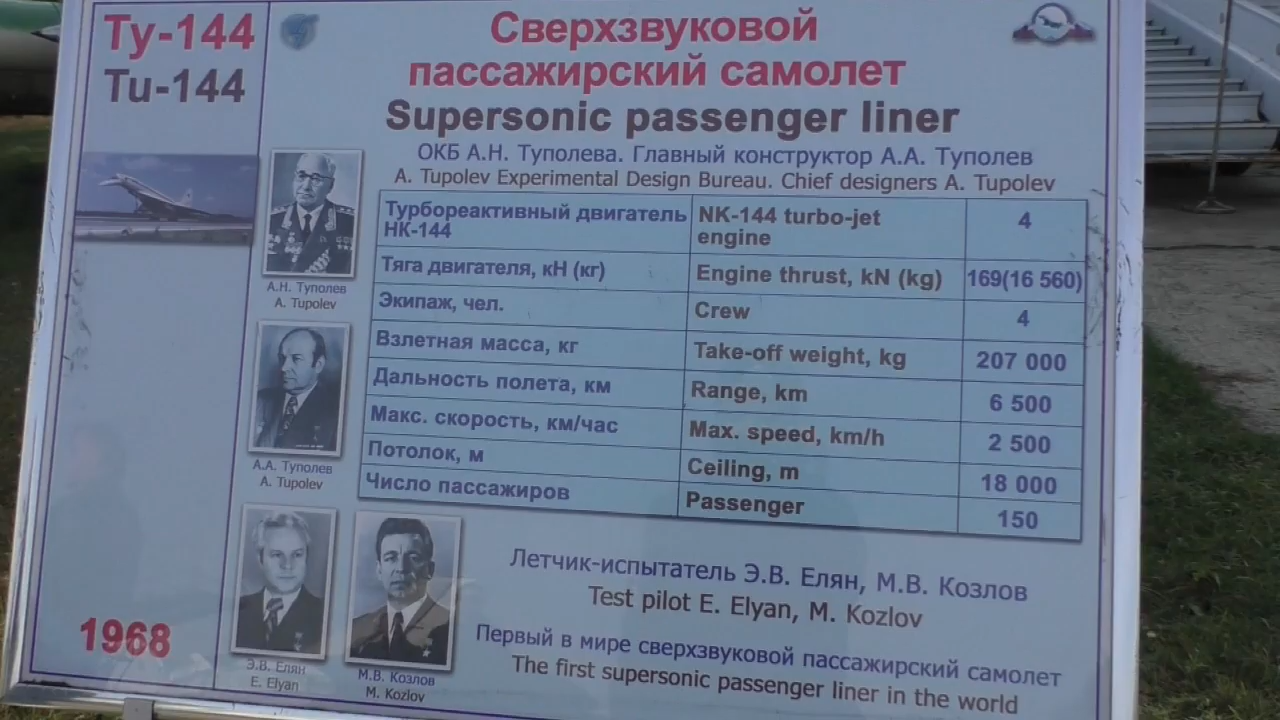 Ту-144
Tu-144
Сверхзвуковой
пассажирский самолет
Supersonic passenger liner
ОКБ А.Н. Туполева. Главный конструктор А.А. Туполев
A. Tupolev Experimental Design Bureau. Chief designers A. Tupolev
А.Н. Туполев
A. Tupolev
А.А. Туполев
A. Tupolev
Турбореактивный двигатель
НК-144
NK-144 turbo-jet
engine
4
Тяга двигателя, кН (кг)
Engine thrust, kN (kg)
169(16 560)
Экипаж, чел.
Crew
4
Взлетная масса, кг
Take-off weight, kg
207 000
Дальность полета, км
Range, km
6 500
Макс. скорость, км/час
Max. speed, km/h
2 500
Потолок, м
Ceiling, m
18 000
Число пассажиров
Passenger
150
1968
Э.В. Елян
E. Elyan
М.В. Козлов
M. Kozlov
Летчик-испытатель Э.В. Елян, М.В. Козлов
Test pilot E. Elyan, M. Kozlov
Первый в мире сверхзвуковой пассажирский самолет
The first supersonic passenger liner in the world